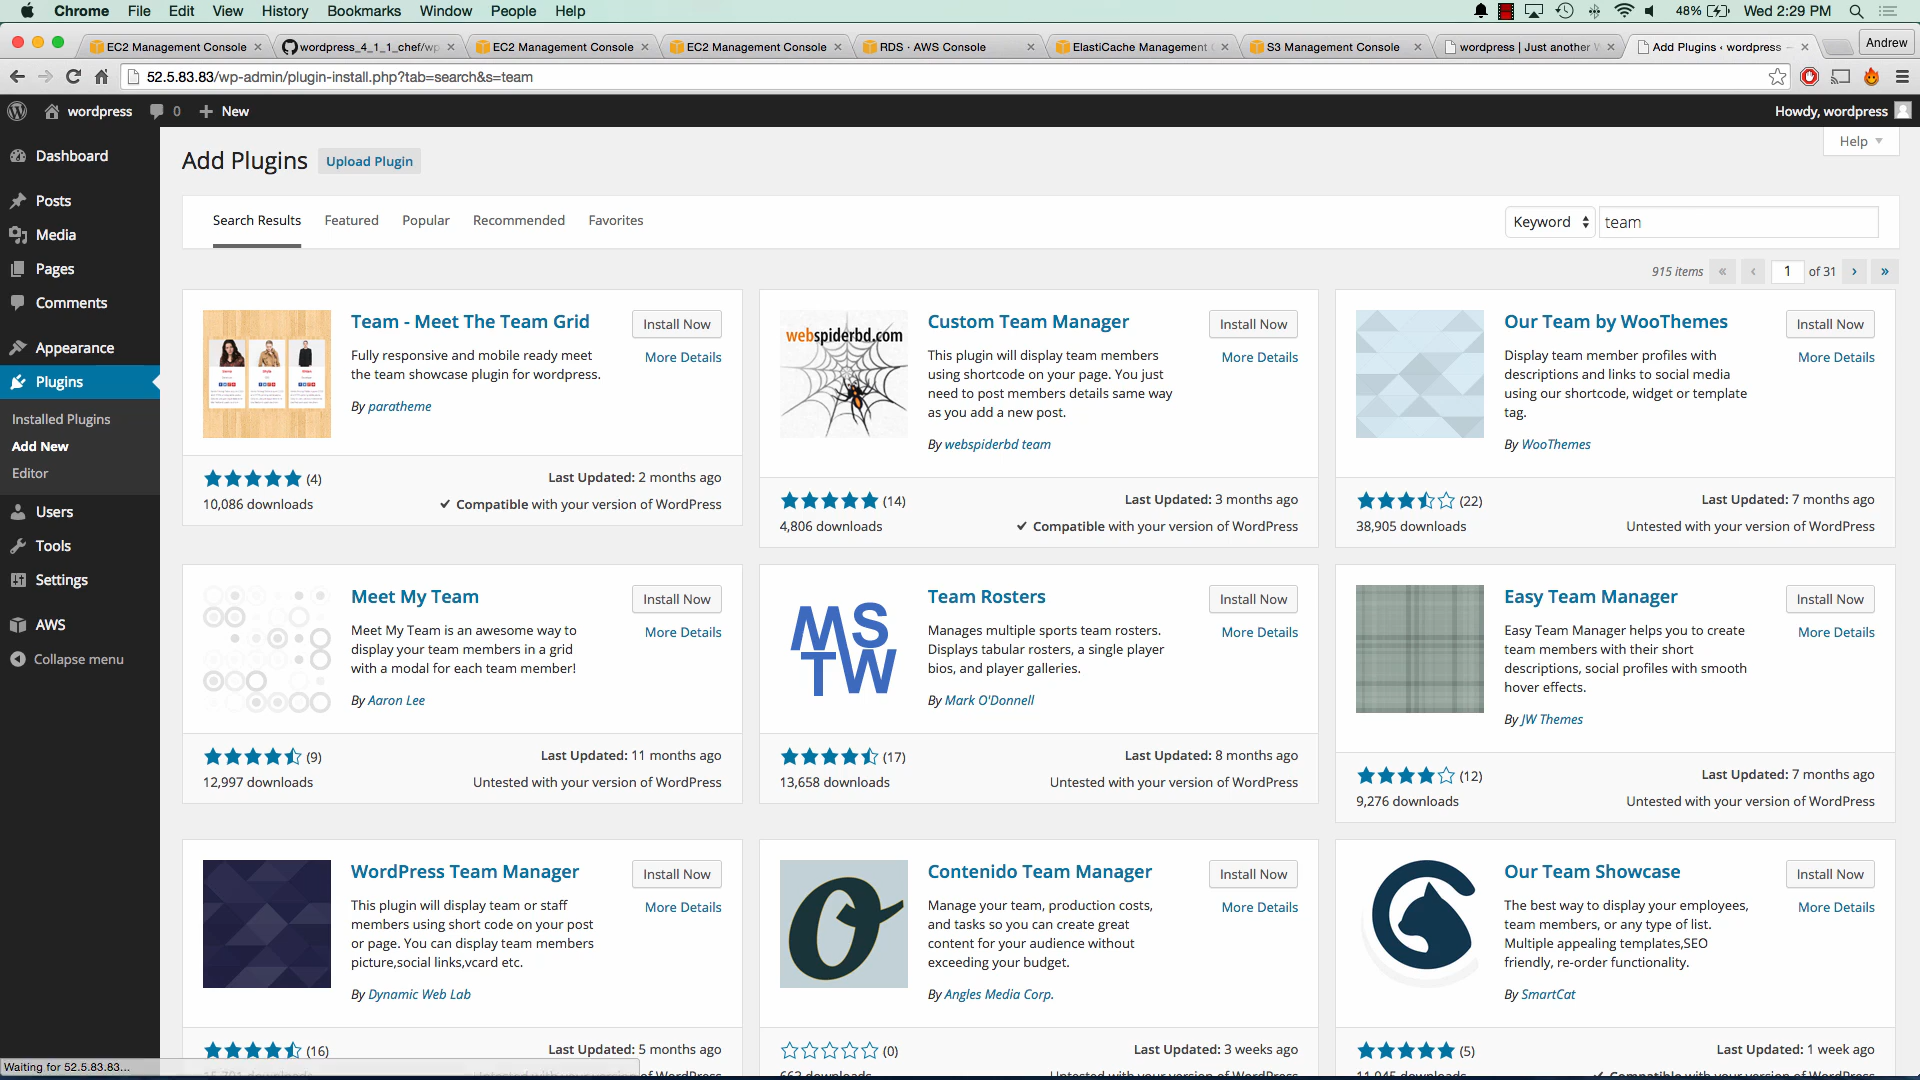 Chrome File Edit View History Bookmarks Window People Help 48% Wed 2:29 PM
EC2 Management Console wordpress_4_1_1_chef/wp EC2 Management Console EC2 Management Console RDS · AWS Console ElastiCache Management S3 Management Console wordpress | Just another W Add Plugins ‹ wordpress — Andrew
52.5.83.83/wp-admin/plugin-install.php?tab=search&s=team
wordpress 0 New Howdy, wordpress
Dashboard
Posts
Media
Pages
Comments
Appearance
Plugins
Installed Plugins
Add New
Editor
Users
Tools
Settings
AWS
Collapse menu
Help
Add Plugins Upload Plugin
Search Results Featured Popular Recommended Favorites Keyword team
915 items « ‹ 1 of 31 › »
Team - Meet The Team Grid
Install Now
More Details
Fully responsive and mobile ready meet
the team showcase plugin for wordpress.
By paratheme
(4)
10,086 downloads
Last Updated: 2 months ago
Compatible with your version of WordPress
webspiderbd.com
Custom Team Manager
Install Now
More Details
This plugin will display team members
using shortcode on your page. You just
need to post members details same way
as you add a new post.
By webspiderbd team
(14)
4,806 downloads
Last Updated: 3 months ago
Compatible with your version of WordPress
Our Team by WooThemes
Install Now
More Details
Display team member profiles with
descriptions and links to social media
using our shortcode, widget or template
tag.
By WooThemes
(22)
38,905 downloads
Last Updated: 7 months ago
Untested with your version of WordPress
Meet My Team
Install Now
More Details
Meet My Team is an awesome way to
display your team members in a grid
with a modal for each team member!
By Aaron Lee
(9)
12,997 downloads
Last Updated: 11 months ago
Untested with your version of WordPress
MS
TW
Team Rosters
Install Now
More Details
Manages multiple sports team rosters.
Displays tabular rosters, a single player
bios, and player galleries.
By Mark O'Donnell
(17)
13,658 downloads
Last Updated: 8 months ago
Untested with your version of WordPress
Easy Team Manager
Install Now
More Details
Easy Team Manager helps you to create
team members with their short
descriptions, social profiles with smooth
hover effects.
By JW Themes
(12)
9,276 downloads
Last Updated: 7 months ago
Untested with your version of WordPress
WordPress Team Manager
Install Now
More Details
This plugin will display team or staff
members using short code on your post
or page. You can display team members
picture,social links,vcard etc.
By Dynamic Web Lab
(16)
Last Updated: 5 months ago
of WordPress
O
Contenido Team Manager
Install Now
More Details
Manage your team, production costs,
and tasks so you can create great
content for your audience without
exceeding your budget.
By Angles Media Corp.
(0)
Last Updated: 3 weeks ago
Untested with your version of WordPress
Our Team Showcase
Install Now
More Details
The best way to display your employees,
team members, or any type of list.
Multiple appealing templates,SEO
friendly, re-order functionality.
By SmartCat
(5)
Last Updated: 1 week ago
Compatible with your version of WordPress
Waiting for 52.5.83.83...